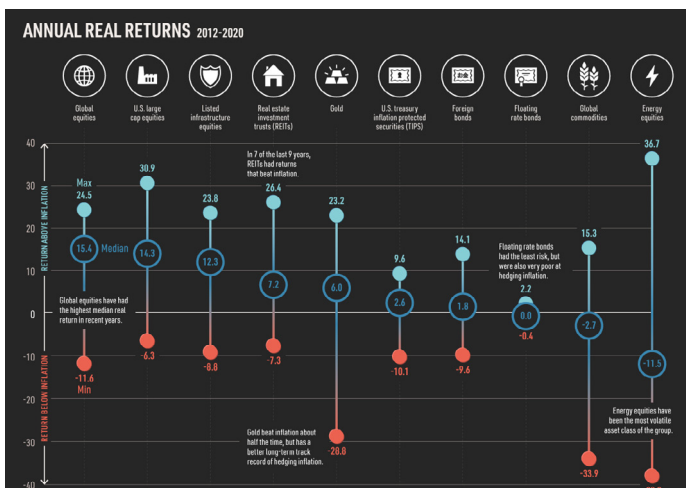 ANNUAL REAL RETURNS 2012-2020
Global
equities
U.S. large
cap equities
Listed
infrastructure
equities
Real estate
investment
trusts (REITs)
Gold
U.S. treasury
inflation protected
securities (TIPS)
Foreign
bonds
Floating
rate bonds
Global
commodities
Energy
equities
40
30
20
10
0
-10
-20
-30
-40
RETURN ABOVE INFLATION
RETURN BELOW INFLATION
Max
24.5
15.4 Median
Global equities have had
the highest median real
return in recent years.
-11.6
Min
30.9
14.3
-6.3
23.8
12.3
-8.8
In 7 of the last 9 years,
REITs had returns
that beat inflation.
26.4
7.2
-7.3
23.2
6.0
-28.8
Gold beat inflation about
half the time, but has a
better long-term track
record of hedging inflation.
9.6
2.6
-10.1
14.1
1.8
-9.6
Floating rate bonds
had the least risk, but
were also very poor at
hedging inflation.
2.2
0.0
-0.4
15.3
-2.7
-33.9
36.7
-11.5
Energy equities have
been the most volatile
asset class of the group.